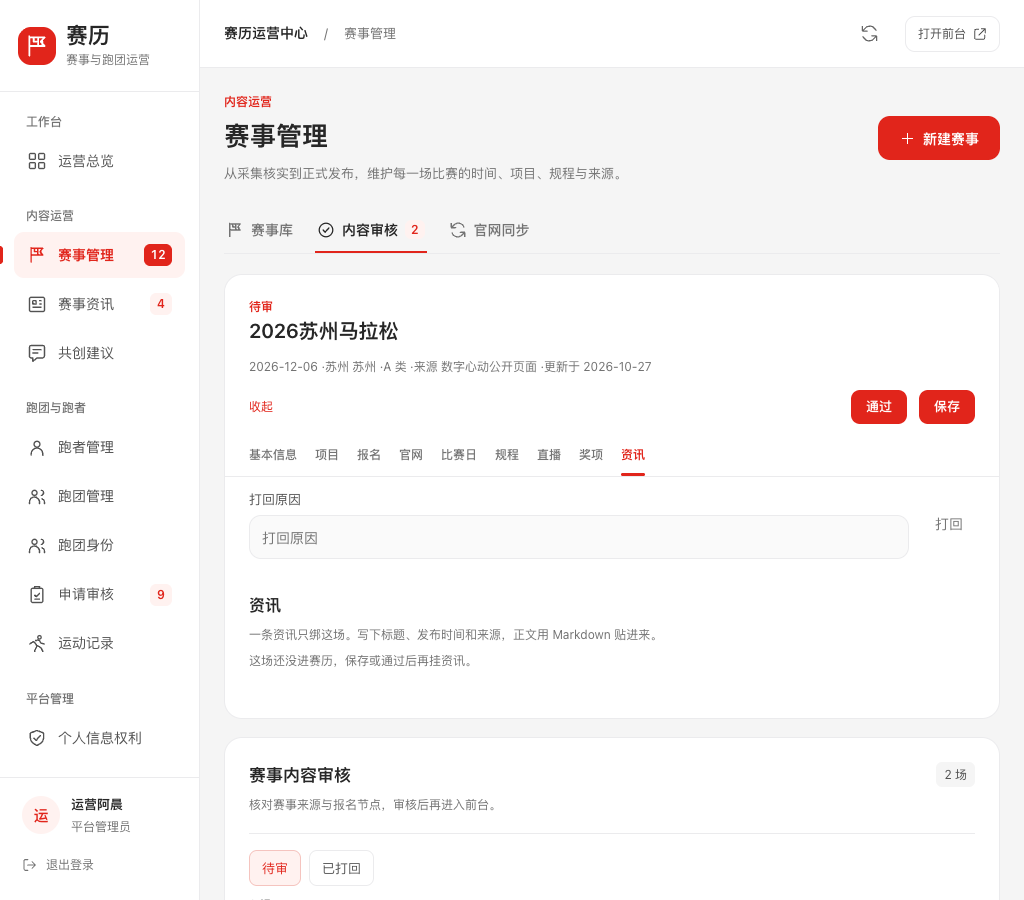 赛历
赛事与跑团运营
工作台
运营总览
内容运营
赛事管理 12
赛事资讯 4
共创建议
跑团与跑者
跑者管理
跑团管理
跑团身份
申请审核 9
运动记录
平台管理
个人信息权利
运
运营阿晨
平台管理员
退出登录
赛历运营中心 / 赛事管理
打开前台
内容运营
赛事管理
从采集核实到正式发布，维护每一场比赛的时间、项目、规程与来源。
新建赛事
赛事库 内容审核 2 官网同步
待审
2026苏州马拉松
2026-12-06 ·苏州 苏州 ·A 类 ·来源 数字心动公开页面 ·更新于 2026-10-27
收起
通过 保存
基本信息 项目 报名 官网 比赛日 规程 直播 奖项 资讯
打回原因
打回原因
打回
资讯
一条资讯只绑这场。写下标题、发布时间和来源，正文用 Markdown 贴进来。
这场还没进赛历，保存或通过后再挂资讯。
赛事内容审核
2 场
核对赛事来源与报名节点，审核后再进入前台。
待审 已打回